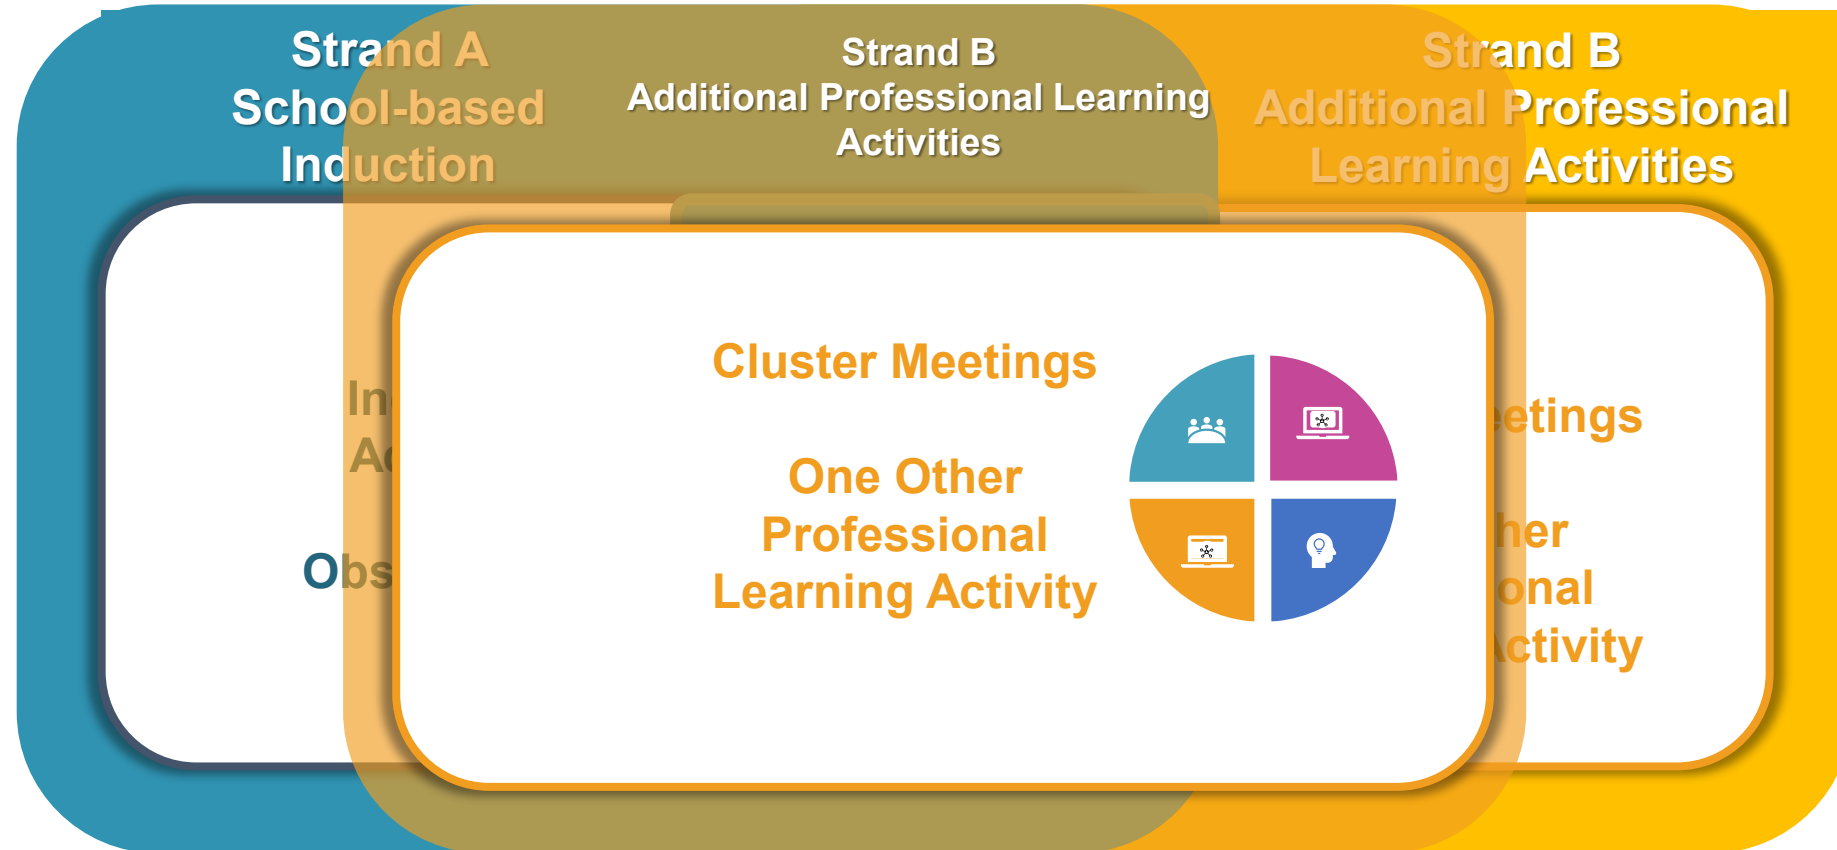 Strand A
School-based
Induction
Strand B
Additional Professional Learning
Activities
Strand B
Additional Professional
Learning Activities
Cluster Meetings
One Other
Professional
Learning Activity